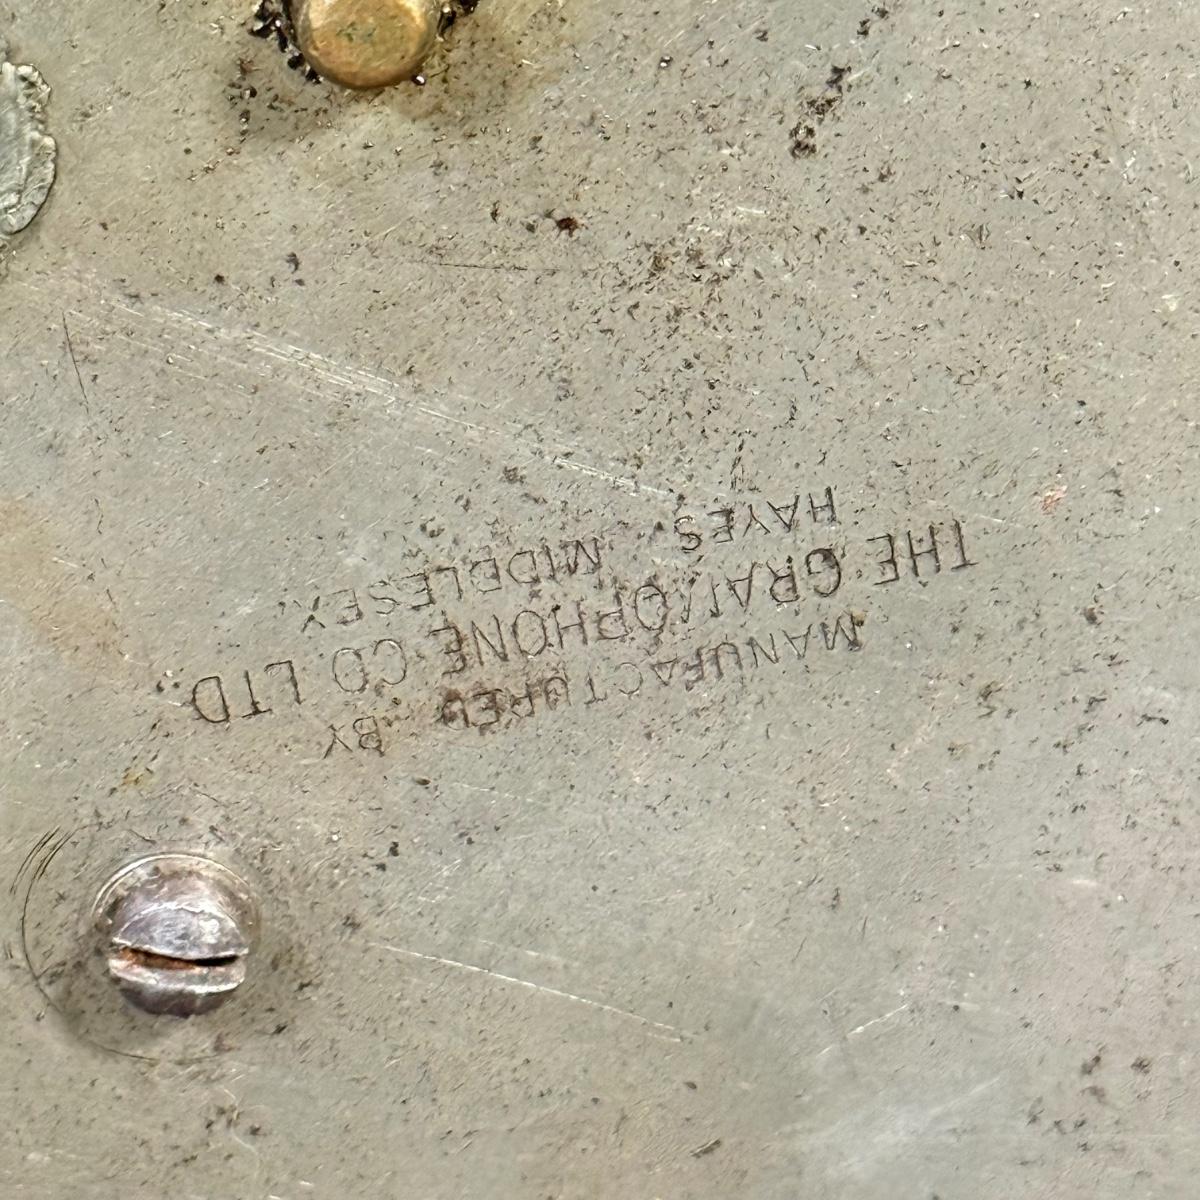 MANUFACTURED BY
THE GRAMOPHONE CO LTD.
HAYES, MIDDLESEX.